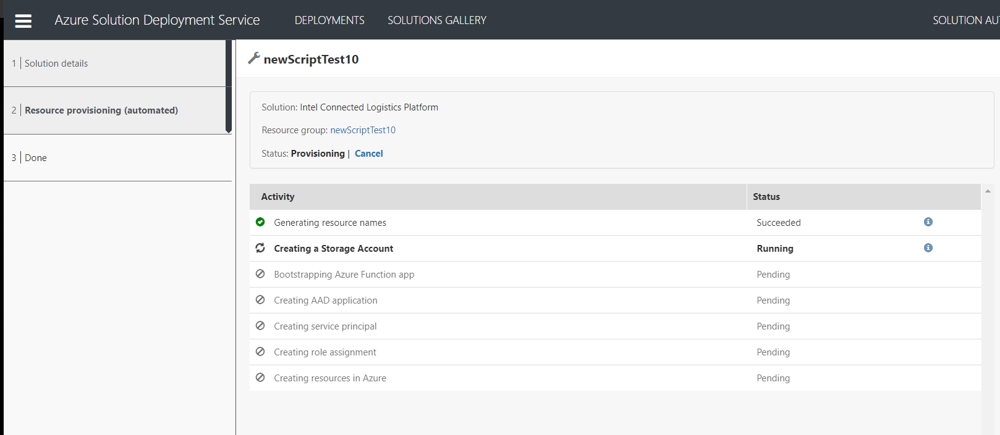 Azure Solution Deployment Service DEPLOYMENTS SOLUTIONS GALLERY SOLUTION AU
1 Solution details
2 Resource provisioning (automated)
3 Done
newScriptTest10
Solution: Intel Connected Logistics Platform
Resource group: newScriptTest10
Status: Provisioning | Cancel
Activity Status
Generating resource names Succeeded
Creating a Storage Account Running
Bootstrapping Azure Function app Pending
Creating AAD application Pending
Creating service principal Pending
Creating role assignment Pending
Creating resources in Azure Pending